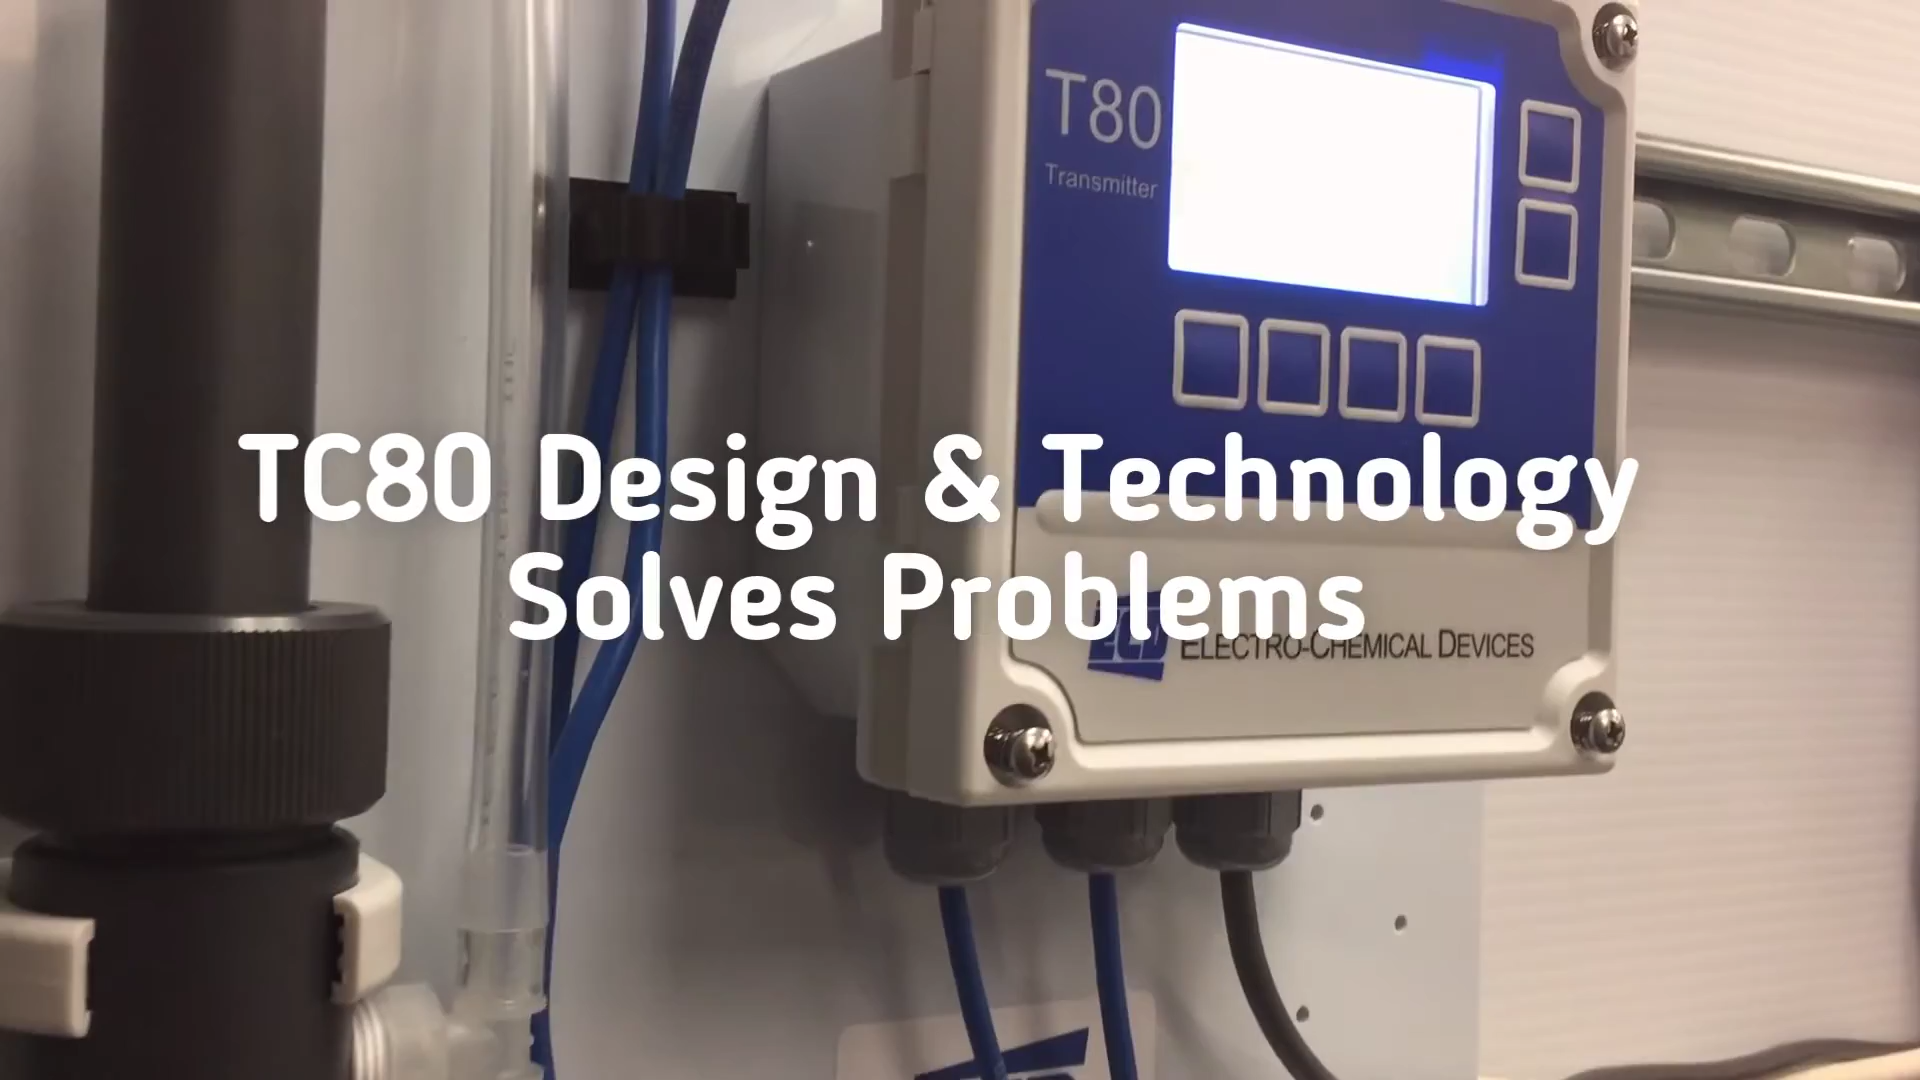 T80
Transmitter
TC80 Design & Technology
Solves Problems
ECD ELECTRO-CHEMICAL DEVICES